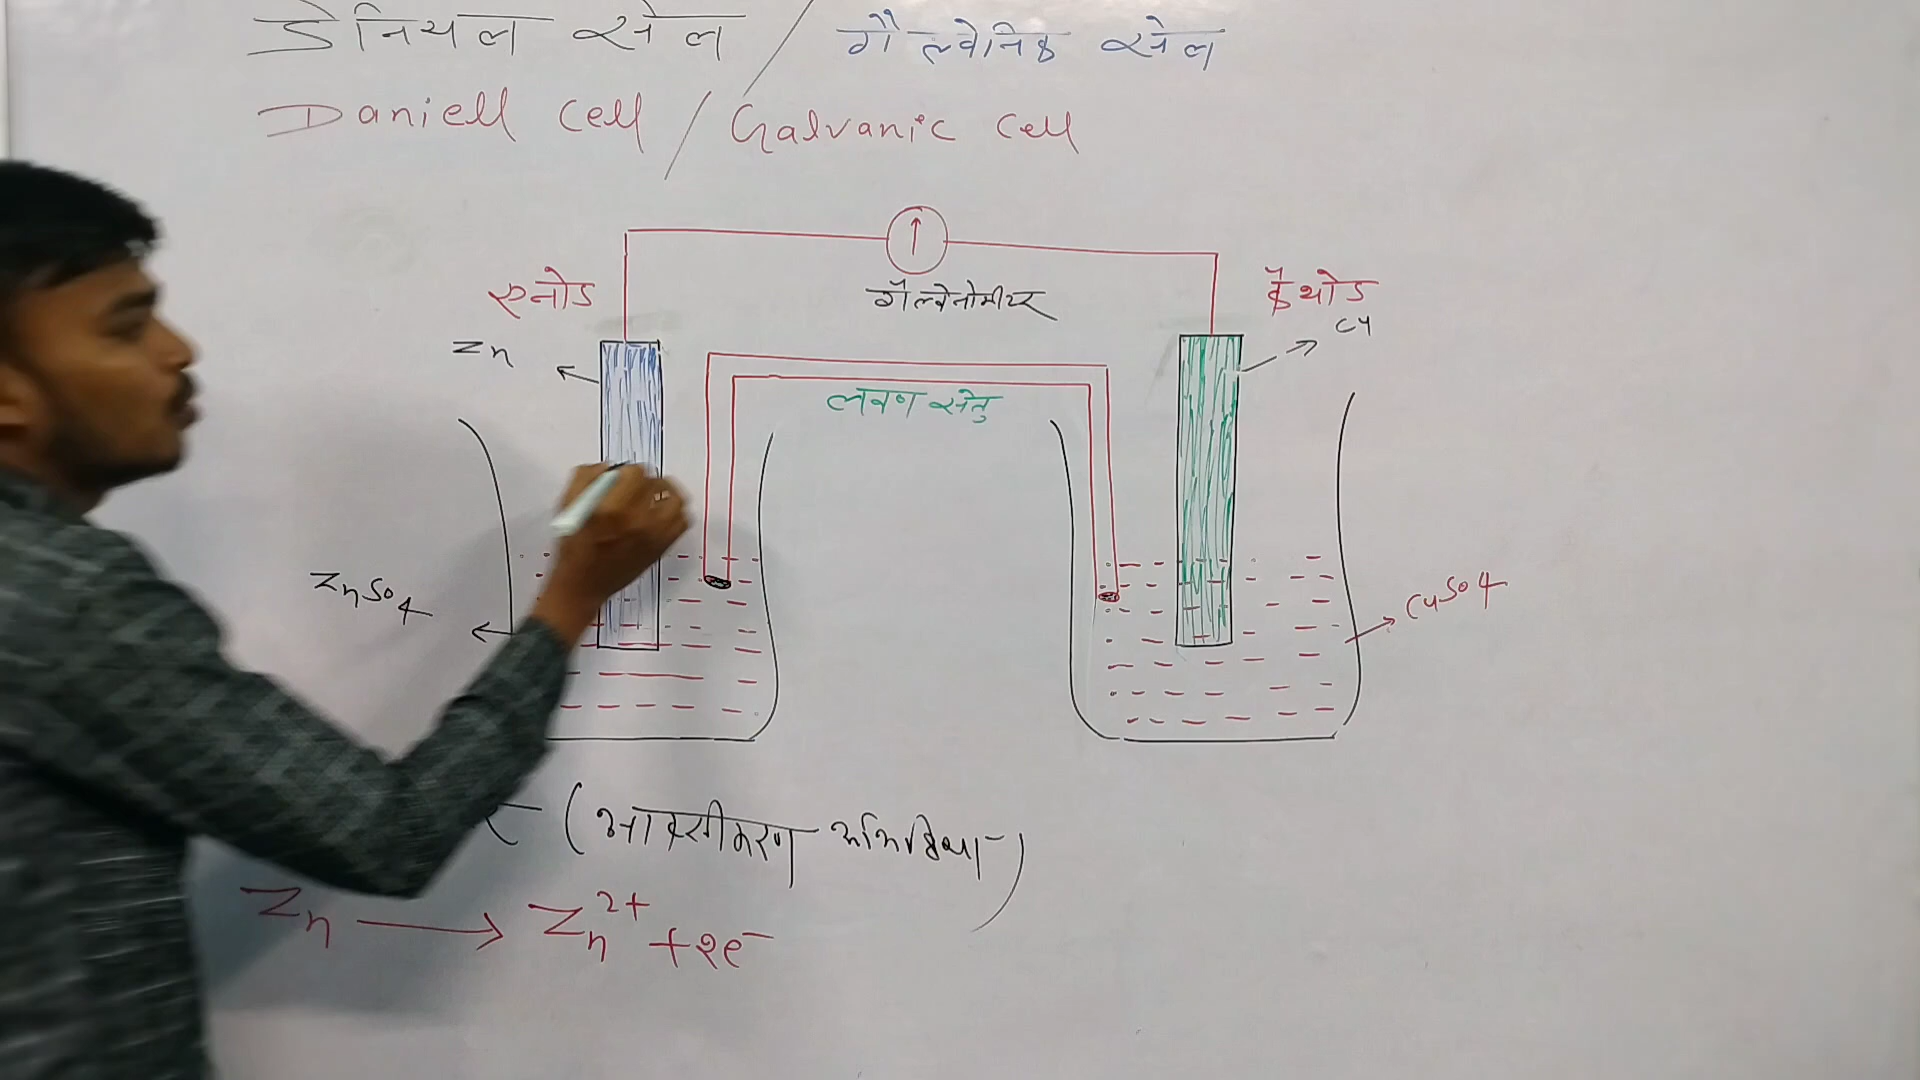 डेनियल सेल / गैल्वेनिक सेल
Daniell Cell / Galvanic Cell
एनोड
गॅल्वेनोमीटर
कैथोड
Zn
Cu
लवण सेतु
ZnSO4
CuSO4
(आक्सीकरण अभिक्रिया)
Zn → Zn2+ + 2e-